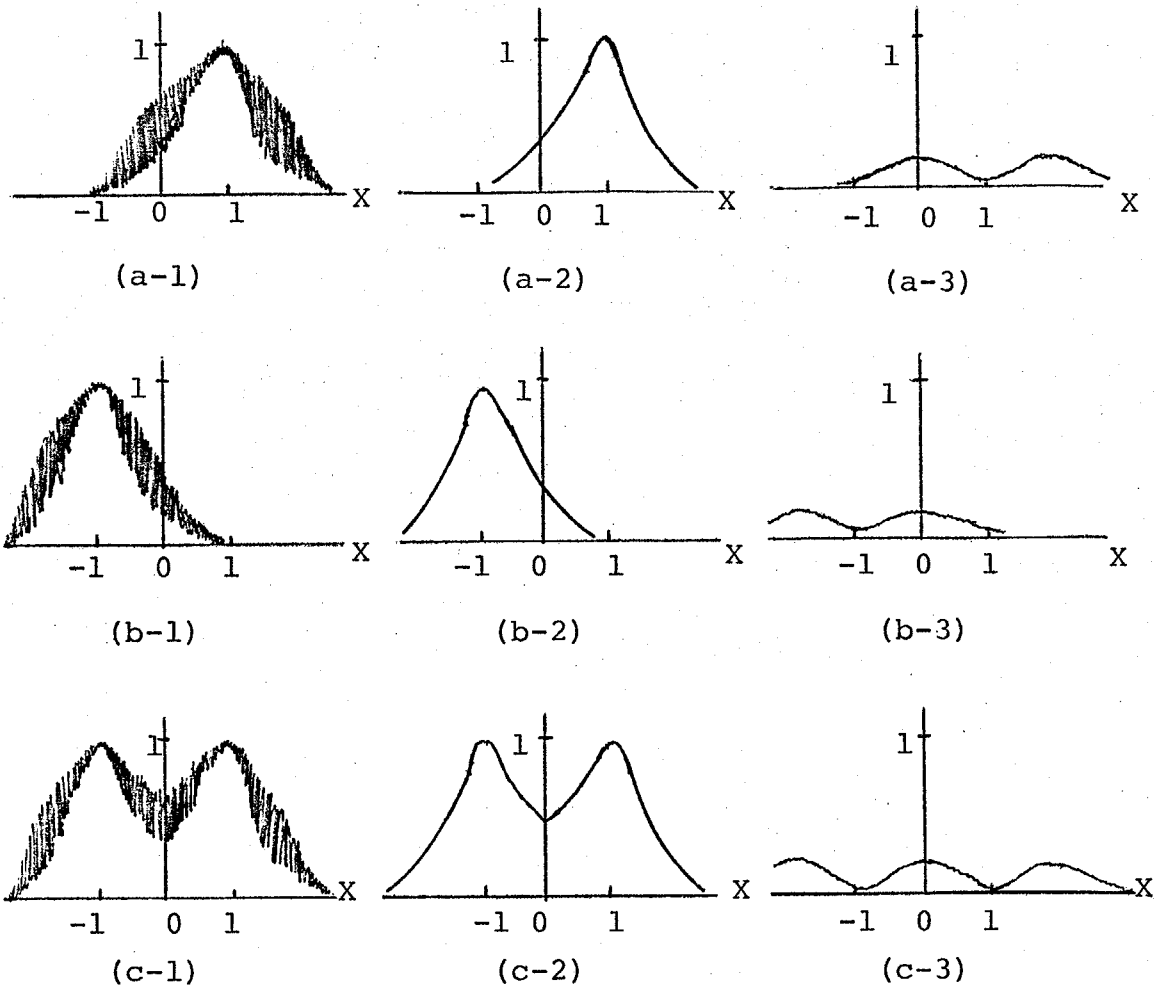 1 1 1
-1 0 1 X -1 0 1 X -1 0 1 X
(a-1) (a-2) (a-3)
1 1 1
-1 0 1 X -1 0 1 X -1 0 1 X
(b-1) (b-2) (b-3)
1 1 1
-1 0 1 X -1 0 1 X -1 0 1 X
(c-1) (c-2) (c-3)